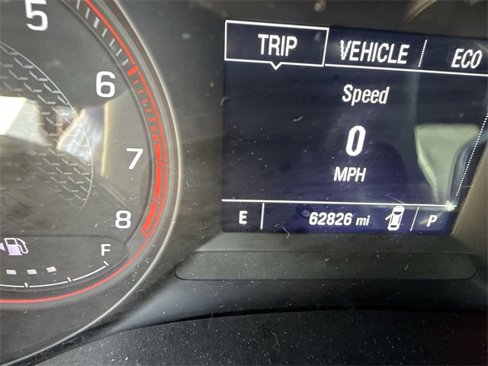 TRIP VEHICLE ECO
Speed
0
MPH
E 62826 mi P
5
6
7
8
F